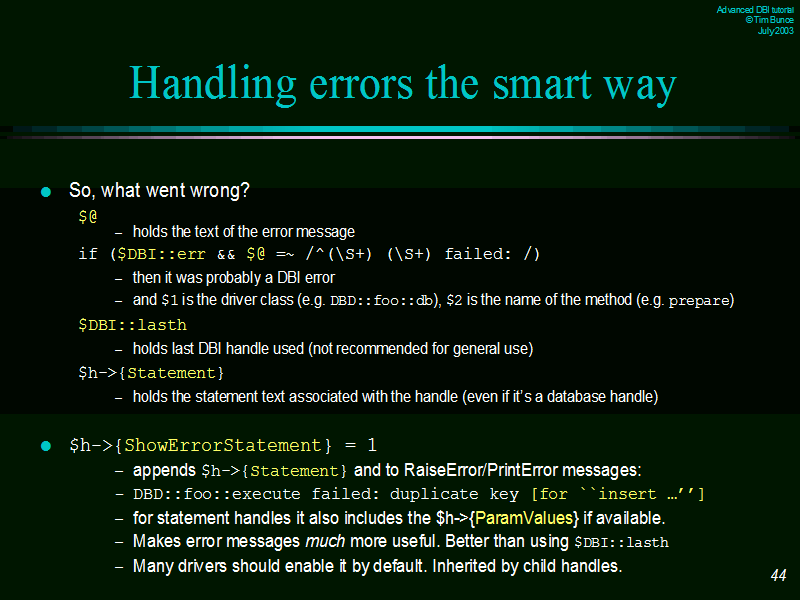 Advanced DBI tutorial
© Tim Bunce
July 2003
Handling errors the smart way
● So, what went wrong?
$@
– holds the text of the error message
if ($DBI::err && $@ =~ /^(\S+) (\S+) failed: /)
– then it was probably a DBI error
– and $1 is the driver class (e.g. DBD::foo::db), $2 is the name of the method (e.g. prepare)
$DBI::lasth
– holds last DBI handle used (not recommended for general use)
$h->{Statement}
– holds the statement text associated with the handle (even if it’s a database handle)
● $h->{ShowErrorStatement} = 1
– appends $h->{Statement} and to RaiseError/PrintError messages:
– DBD::foo::execute failed: duplicate key [for ``insert …’’]
– for statement handles it also includes the $h->{ParamValues} if available.
– Makes error messages much more useful. Better than using $DBI::lasth
– Many drivers should enable it by default. Inherited by child handles.
44